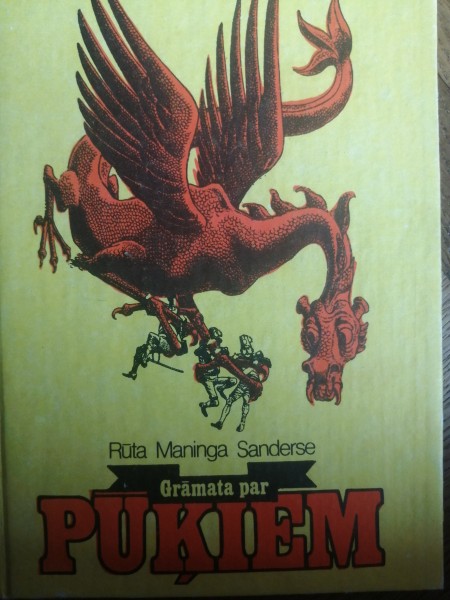 Rūta Maninga Sanderse
Grāmata par
PŪĶIEM